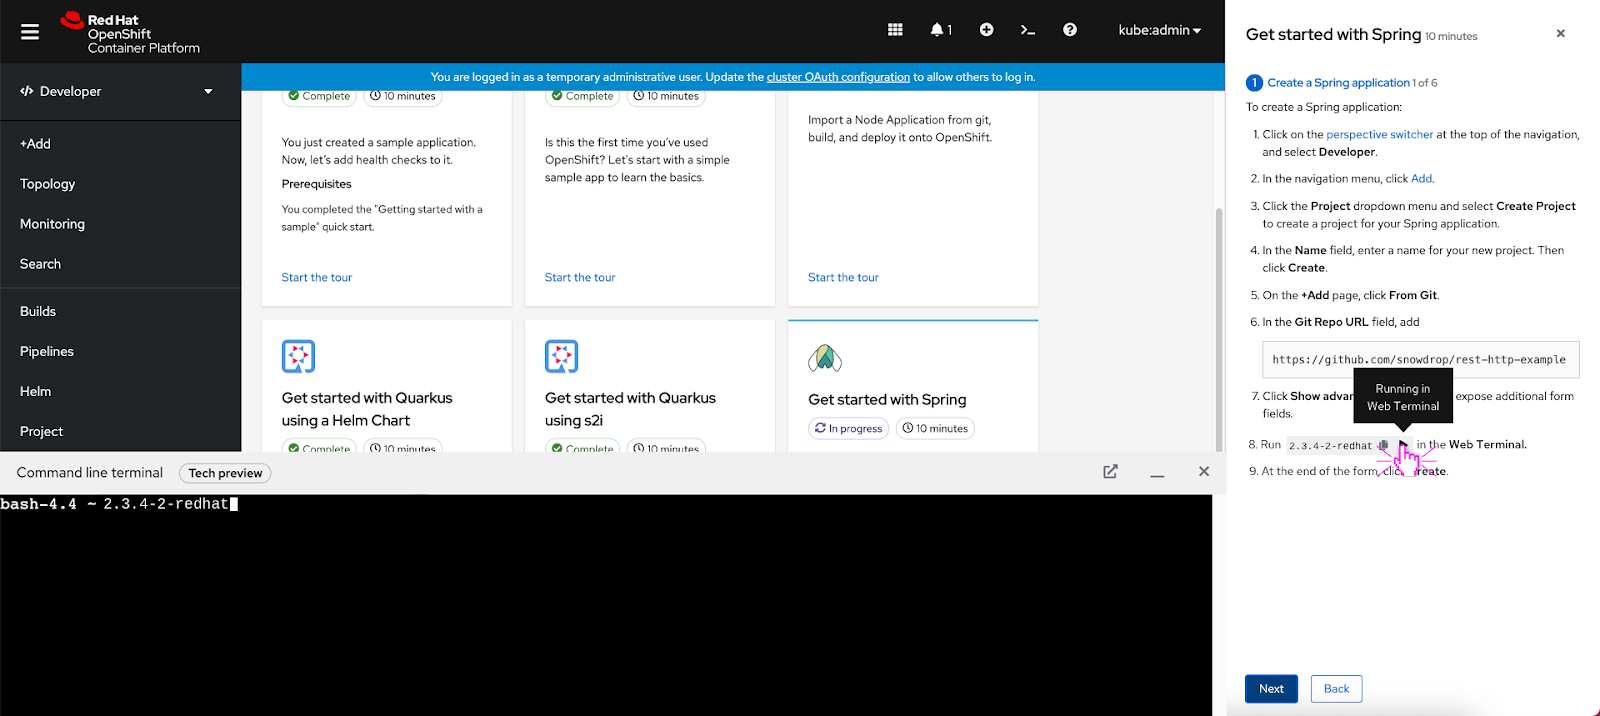 Red Hat
OpenShift
Container Platform
1
kube:admin
Get started with Spring 10 minutes
You are logged in as a temporary administrative user. Update the cluster OAuth configuration to allow others to log in.
Developer
+Add
Topology
Monitoring
Search
Builds
Pipelines
Helm
Project
Complete
10 minutes
You just created a sample application.
Now, let's add health checks to it.
Prerequisites
You completed the "Getting started with a
sample" quick start.
Start the tour
Complete
10 minutes
Is this the first time you've used
OpenShift? Let's start with a simple
sample app to learn the basics.
Start the tour
Import a Node Application from git,
build, and deploy it onto OpenShift.
Start the tour
Get started with Quarkus
using a Helm Chart
Complete
10 minutes
Get started with Quarkus
using s2i
Complete
10 minutes
Get started with Spring
In progress
10 minutes
Command line terminal
Tech preview
bash-4.4 ~ 2.3.4-2-redhat
1 Create a Spring application 1 of 6
To create a Spring application:
1. Click on the perspective switcher at the top of the navigation,
and select Developer.
2. In the navigation menu, click Add.
3. Click the Project dropdown menu and select Create Project
to create a project for your Spring application.
4. In the Name field, enter a name for your new project. Then
click Create.
5. On the +Add page, click From Git.
6. In the Git Repo URL field, add
https://github.com/snowdrop/rest-http-example
Running in
Web Terminal
7. Click Show advan expose additional form
fields.
8. Run 2.3.4-2-redhat in the Web Terminal.
9. At the end of the form, click Create.
Next
Back